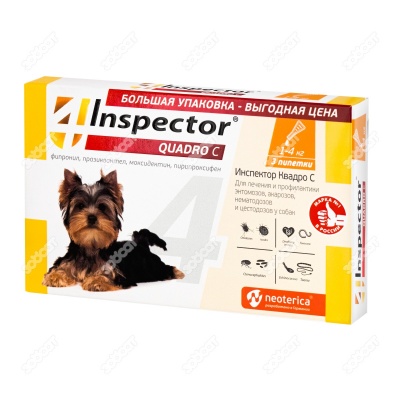 БОЛЬШАЯ УПАКОВКА - ВЫГОДНАЯ ЦЕНА
4 Inspector®
QUADRO С
фипронил, празиквантел, моксидектин, пирипроксифен
1-4 кг
3 пипетки
Инспектор Квадро С
Для лечения и профилактики
энтомозов, акарозов,
нематодозов
и цестодозов у собак
МАРКА №1
В РОССИИ
neoterica®